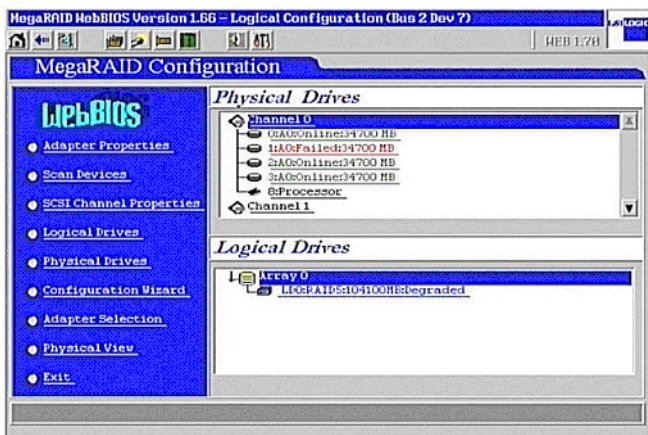 MegaRAID WebBIOS Version 1.66 - Logical Configuration (Bus 2 Dev 7)
LSI LOGIC
WEB 1.78
MegaRAID Configuration
WebBIOS
Adapter Properties
Scan Devices
SCSI Channel Properties
Logical Drives
Physical Drives
Configuration Wizard
Adapter Selection
Physical View
Exit
Physical Drives
Channel 0
0:A0:Online:34700 MB
1:A0:Failed:34700 MB
2:A0:Online:34700 MB
3:A0:Online:34700 MB
8:Processor
Channel 1
Logical Drives
Array 0
LD0:RAID5:104100MB:Degraded